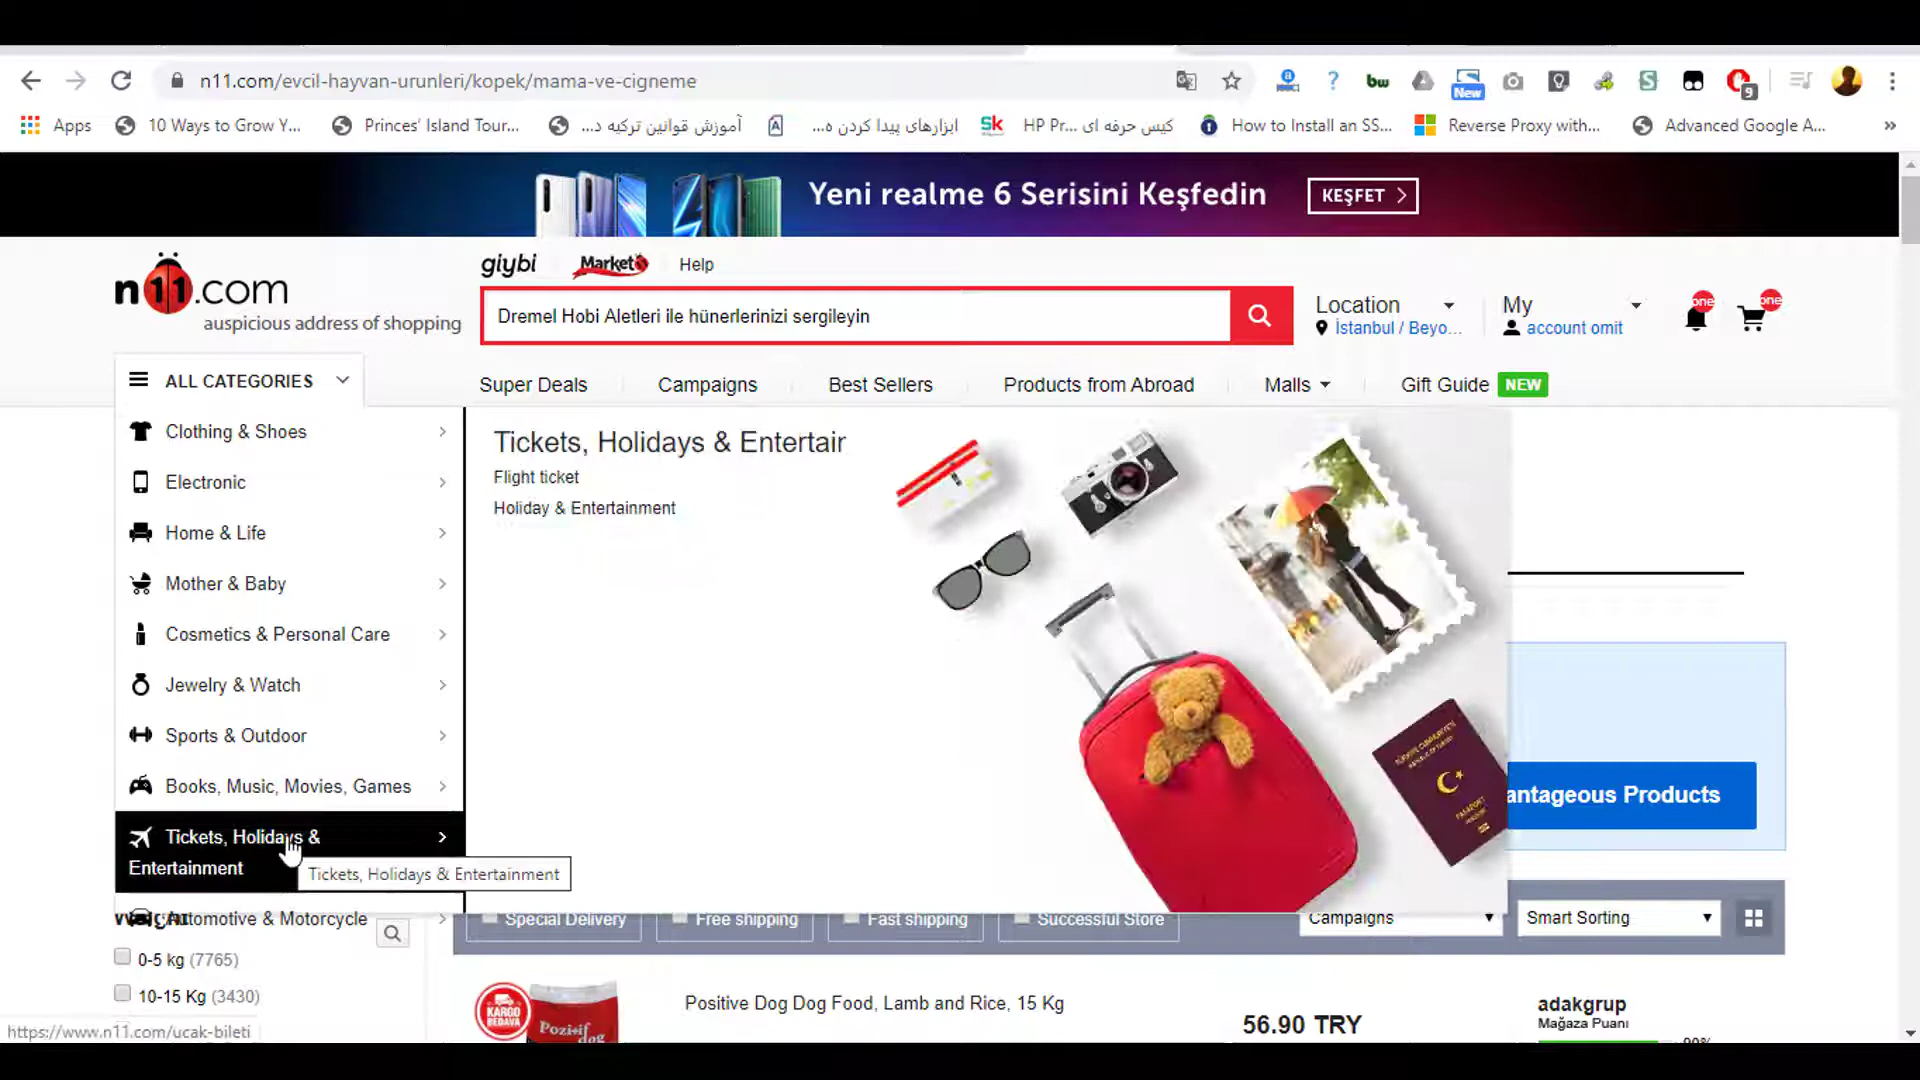 n11.com/evcil-hayvan-urunleri/kopek/mama-ve-cigneme
New
9
Apps
10 Ways to Grow Y...
Princes' Island Tour...
آموزش قوانین ترکیه د...
ابزارهای پیدا کردن ه...
کیس حرفه ای HP Pr...
How to Install an SS...
Reverse Proxy with...
Advanced Google A...
»
Yeni realme 6 Serisini Keşfedin
KEŞFET
giybi
Market
Help
n11.com
auspicious address of shopping
Dremel Hobi Aletleri ile hünerlerinizi sergileyin
Location
İstanbul / Beyo...
My
account omit
one
one
ALL CATEGORIES
Super Deals
Campaigns
Best Sellers
Products from Abroad
Malls
Gift Guide
NEW
Clothing & Shoes
Electronic
Home & Life
Mother & Baby
Cosmetics & Personal Care
Jewelry & Watch
Sports & Outdoor
Books, Music, Movies, Games
Tickets, Holidays &
Entertainment
Tickets, Holidays & Entertainment
Automotive & Motorcycle
Tickets, Holidays & Entertair
Flight ticket
Holiday & Entertainment
PASAPORT
antageous Products
Special Delivery
Free shipping
Fast shipping
Successful Store
Campaigns
Smart Sorting
0-5 kg (7765)
10-15 Kg (3430)
https://www.n11.com/ucak-bileti
KARGO
BEDAVA
Pozitif
dog
Positive Dog Dog Food, Lamb and Rice, 15 Kg
56.90 TRY
adakgrup
Mağaza Puanı